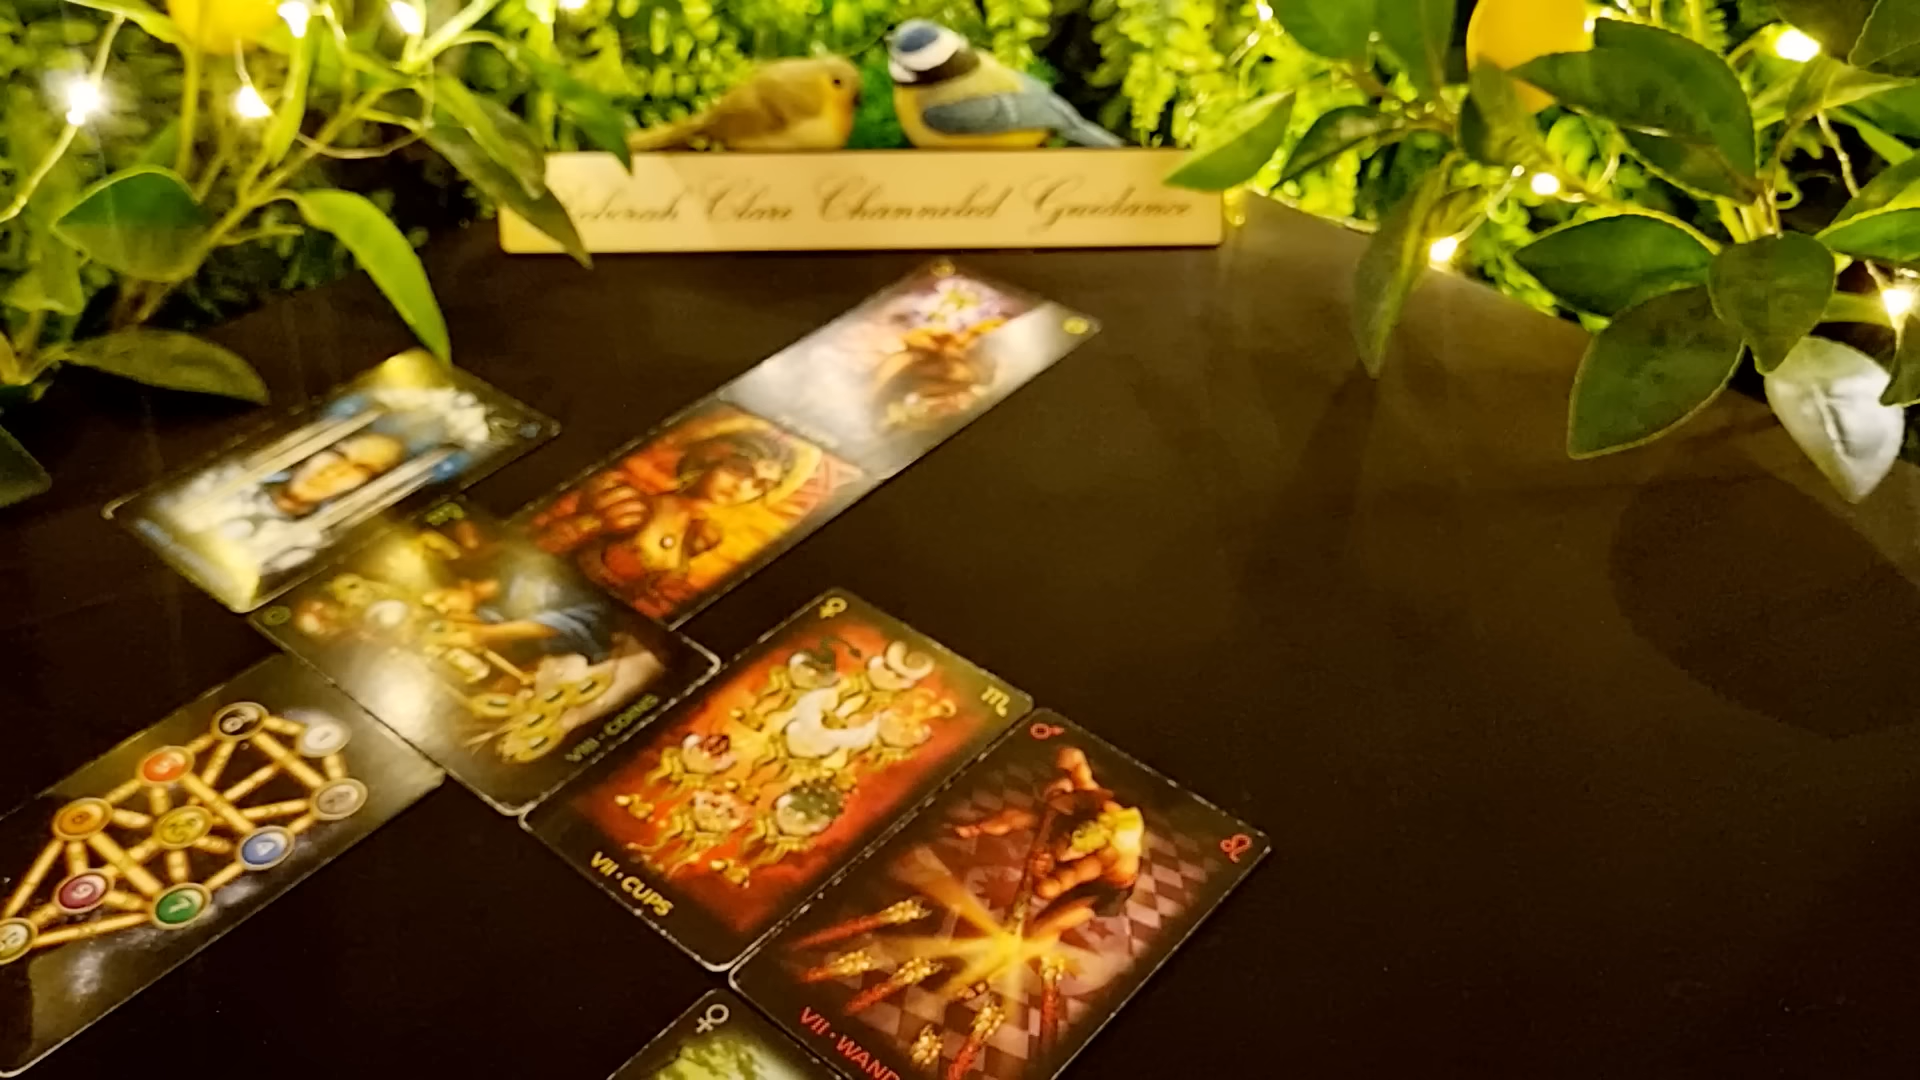 Deborah Clare Channeled Guidance
VIII · COINS
VII · CUPS
VII · WAND